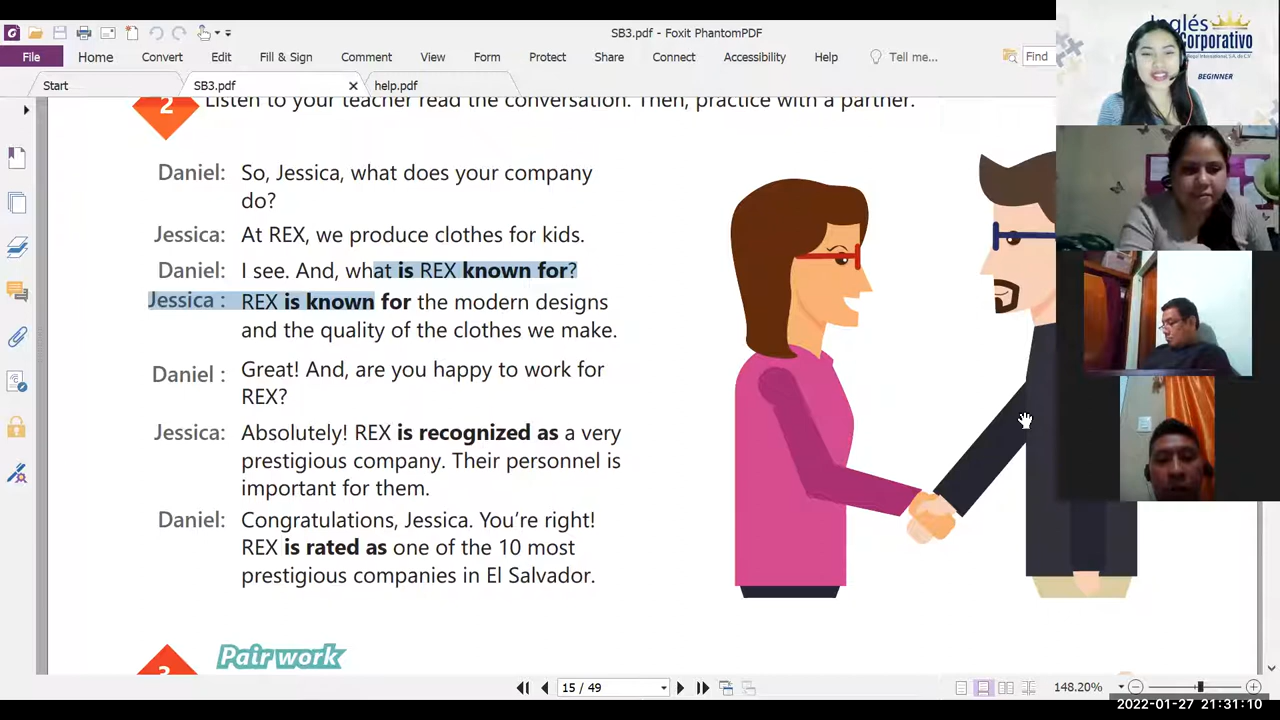 SB3.pdf - Foxit PhantomPDF
File Home Convert Edit Fill & Sign Comment View Form Protect Share Connect Accessibility Help Tell me... Find
Start SB3.pdf help.pdf
Inglés
Corporativo
BEGINNER
2 Listen to your teacher read the conversation. Then, practice with a partner.
Daniel: So, Jessica, what does your company
do?
Jessica: At REX, we produce clothes for kids.
Daniel: I see. And, what is REX known for?
Jessica : REX is known for the modern designs
and the quality of the clothes we make.
Daniel : Great! And, are you happy to work for
REX?
Jessica: Absolutely! REX is recognized as a very
prestigious company. Their personnel is
important for them.
Daniel: Congratulations, Jessica. You're right!
REX is rated as one of the 10 most
prestigious companies in El Salvador.
3 Pair work
15 / 49
148.20%
2022-01-27 21:31:10